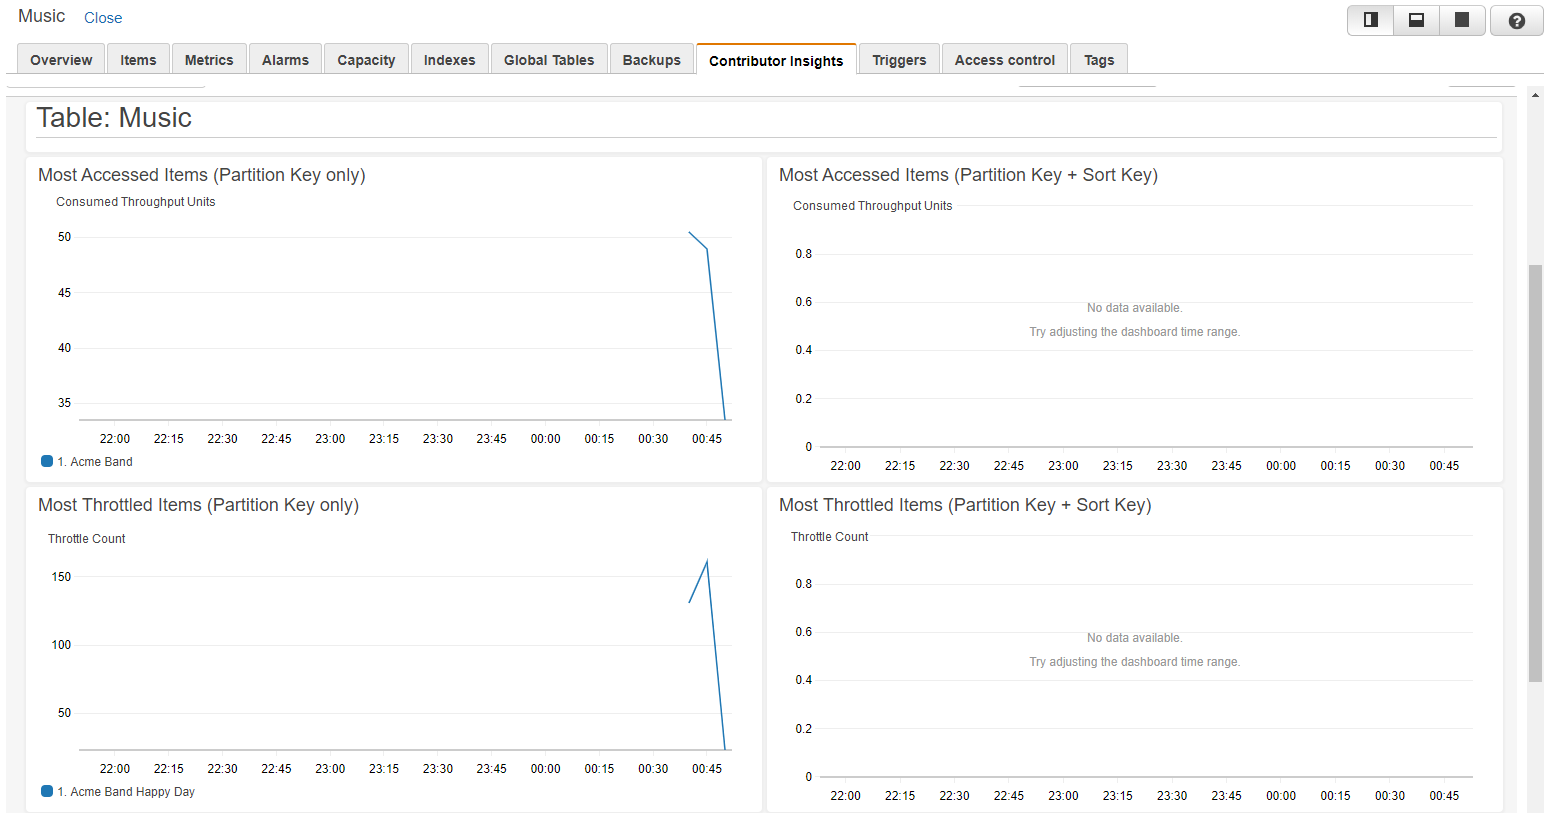 Music Close
Overview Items Metrics Alarms Capacity Indexes Global Tables Backups Contributor Insights Triggers Access control Tags
Table: Music
Most Accessed Items (Partition Key only)
Consumed Throughput Units
50
45
40
35
22:00 22:15 22:30 22:45 23:00 23:15 23:30 23:45 00:00 00:15 00:30 00:45
1. Acme Band
Most Accessed Items (Partition Key + Sort Key)
Consumed Throughput Units
0.8
0.6
No data available.
Try adjusting the dashboard time range.
0.4
0.2
0
22:00 22:15 22:30 22:45 23:00 23:15 23:30 23:45 00:00 00:15 00:30 00:45
Most Throttled Items (Partition Key only)
Throttle Count
150
100
50
22:00 22:15 22:30 22:45 23:00 23:15 23:30 23:45 00:00 00:15 00:30 00:45
1. Acme Band Happy Day
Most Throttled Items (Partition Key + Sort Key)
Throttle Count
0.8
0.6
No data available.
Try adjusting the dashboard time range.
0.4
0.2
0
22:00 22:15 22:30 22:45 23:00 23:15 23:30 23:45 00:00 00:15 00:30 00:45